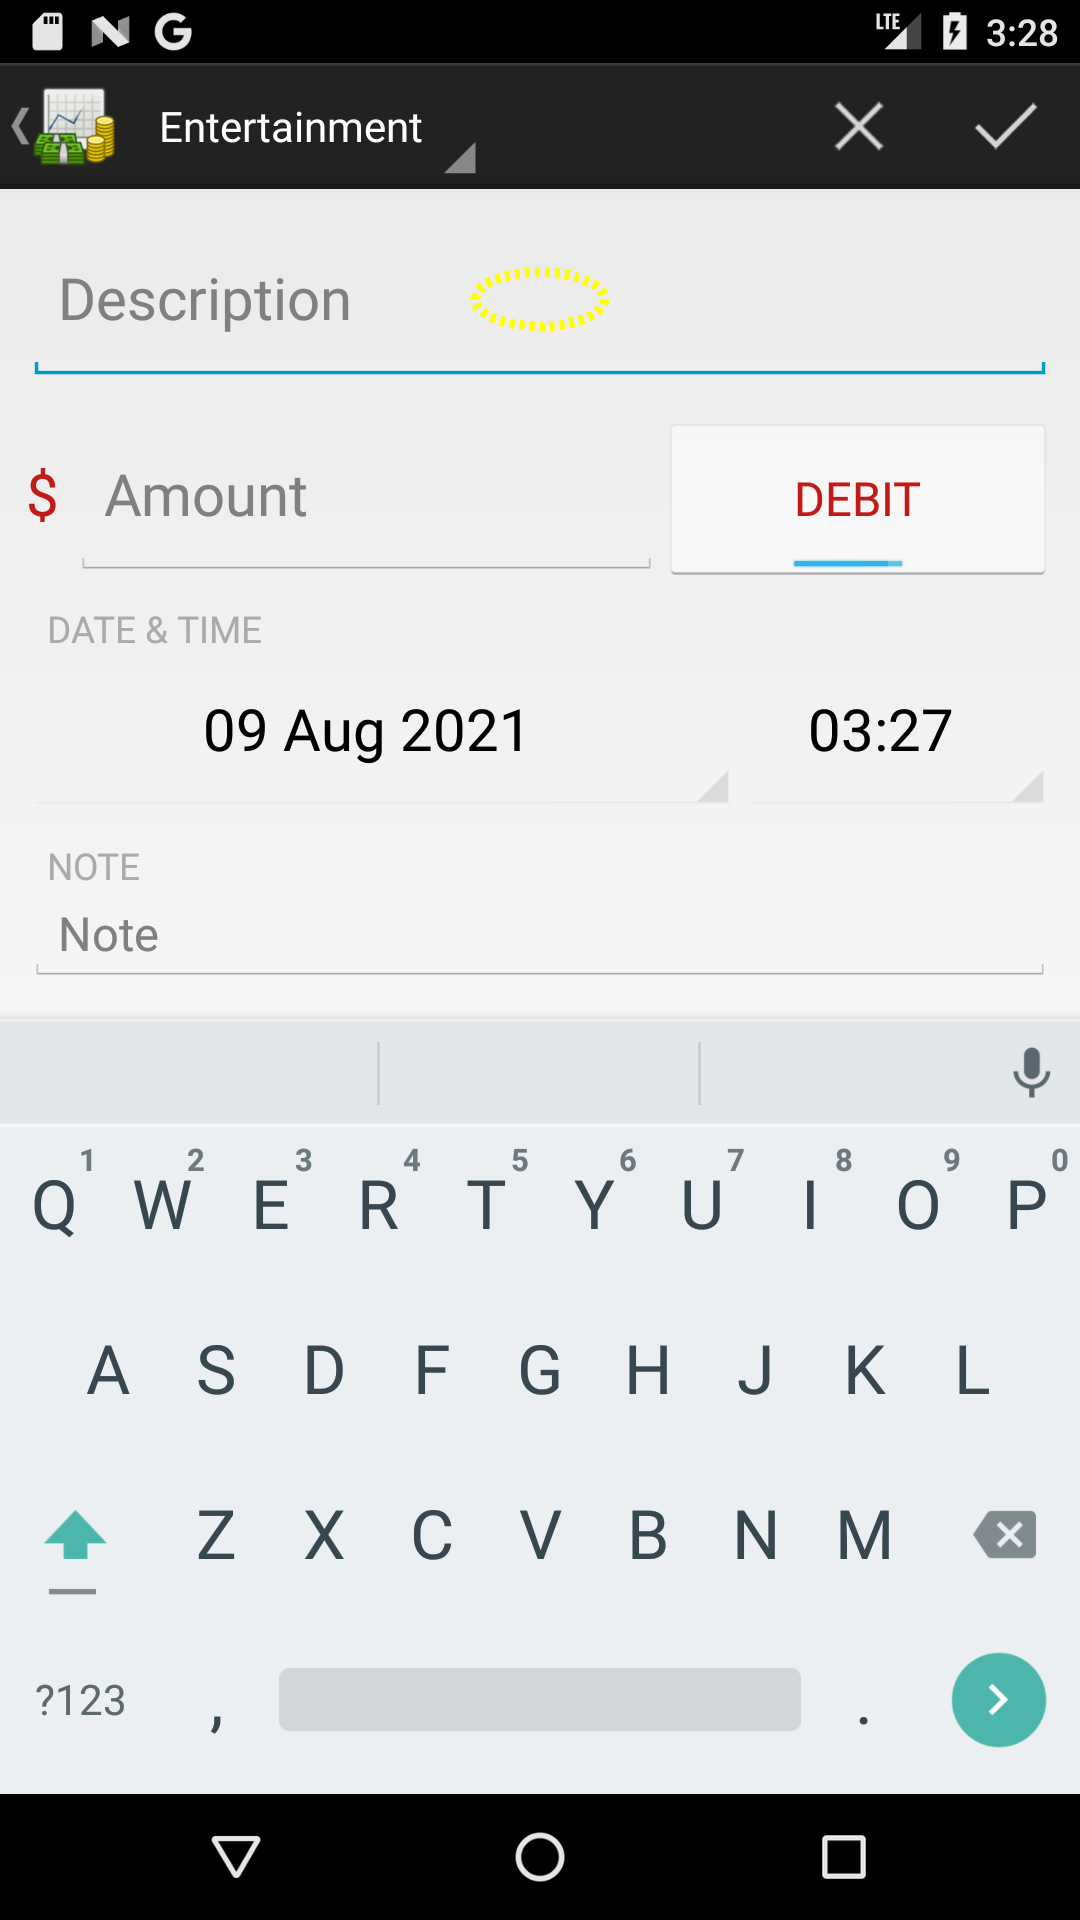 LTE 3:28
Entertainment
Description
$ Amount DEBIT
DATE & TIME
09 Aug 2021 03:27
NOTE
Note
1 2 3 4 5 6 7 8 9 0
Q W E R T Y U I O P
A S D F G H J K L
Z X C V B N M
?123 , .